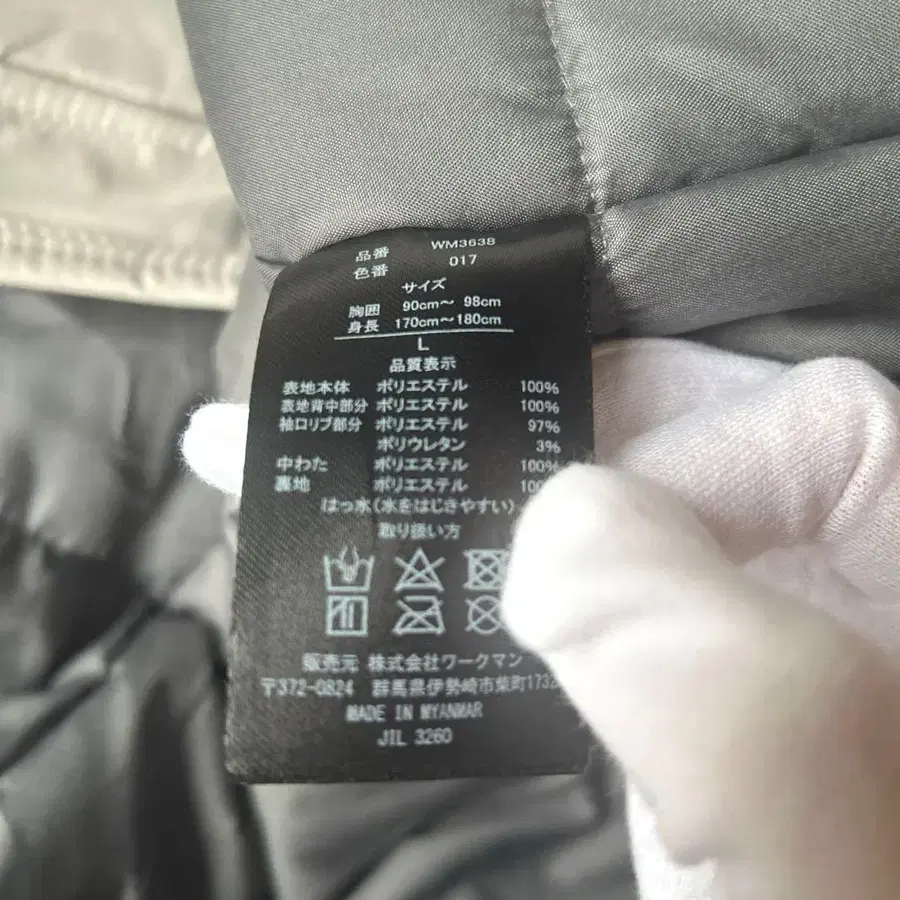 品番 WM3638
色番 017
サイズ
胸囲 90cm～ 98cm
身長 170cm～180cm
L
品質表示
表地本体 ポリエステル 100%
表地背中部分 ポリエステル 100%
袖口リブ部分 ポリエステル 97%
ポリウレタン 3%
中わた ポリエステル 100%
裏地 ポリエステル
はっ水(水をはじきやすい)
取り扱い方
販売元 株式会社ワークマン
〒372-0824 群馬県伊勢崎市柴町1732
MADE IN MYANMAR
JIL 3260